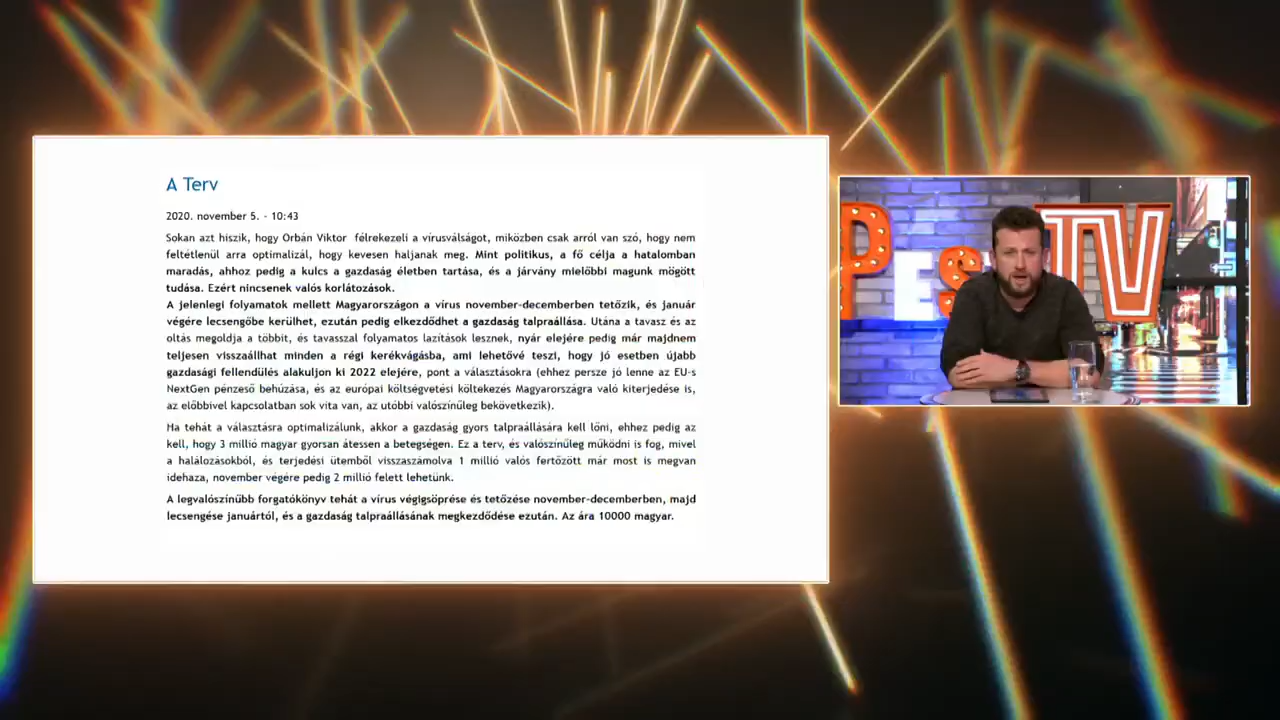 A Terv
2020. november 5. - 10:43
Sokan azt hiszik, hogy Orbán Viktor félrekezeli a vírusválságot, miközben csak arról van szó, hogy nem
feltétlenül arra optimalizál, hogy kevesen haljanak meg. Mint politikus, a fő célja a hatalomban
maradás, ahhoz pedig a kulcs a gazdaság életben tartása, és a járvány mielőbbi magunk mögött
tudása. Ezért nincsenek valós korlátozások.
A jelenlegi folyamatok mellett Magyarországon a vírus november-decemberben tetőzik, és január
végére lecsengőbe kerülhet, ezután pedig elkezdődhet a gazdaság talpraállása. Utána a tavasz és az
oltás megoldja a többit, és tavasszal folyamatos lazítások lesznek, nyár elejére pedig már majdnem
teljesen visszaállhat minden a régi kerékvágásba, ami lehetővé teszi, hogy jó esetben újabb
gazdasági fellendülés alakuljon ki 2022 elejére, pont a választásokra (ehhez persze jó lenne az EU-s
NextGen pénzeső behúzása, és az európai költségvetési költekezés Magyarországra való kiterjedése is,
az előbbivel kapcsolatban sok vita van, az utóbbi valószínűleg bekövetkezik).
Ha tehát a választásra optimalizálunk, akkor a gazdaság gyors talpraállására kell lőni, ehhez pedig az
kell, hogy 3 millió magyar gyorsan átessen a betegségen. Ez a terv, és valószínűleg működni is fog, mivel
a halálozásokból, és terjedési ütemből visszaszámolva 1 millió valós fertőzött már most is megvan
idehaza, november végére pedig 2 millió felett lehetünk.
A legvalószínűbb forgatókönyv tehát a vírus végigsöprése és tetőzése november-decemberben, majd
lecsengése januártól, és a gazdaság talpraállásának megkezdődése ezután. Az ára 10000 magyar.
PesTV